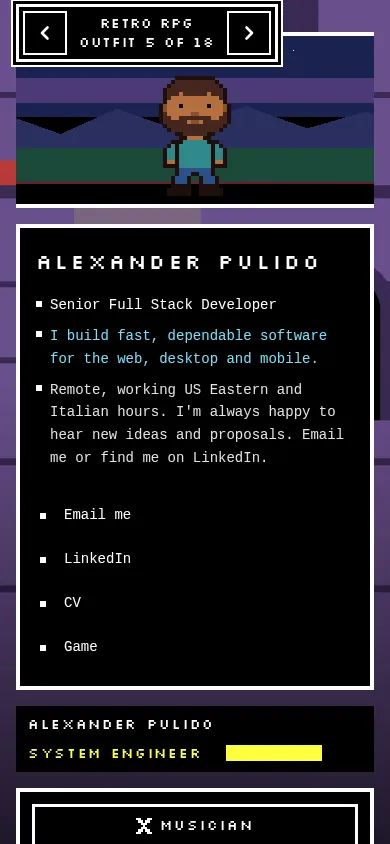 RETRO RPG
OUTFIT 5 OF 18
ALEXANDER PULIDO
Senior Full Stack Developer
I build fast, dependable software
for the web, desktop and mobile.
Remote, working US Eastern and
Italian hours. I'm always happy to
hear new ideas and proposals. Email
me or find me on LinkedIn.
Email me
LinkedIn
CV
Game
ALEXANDER PULIDO
SYSTEM ENGINEER
MUSICIAN